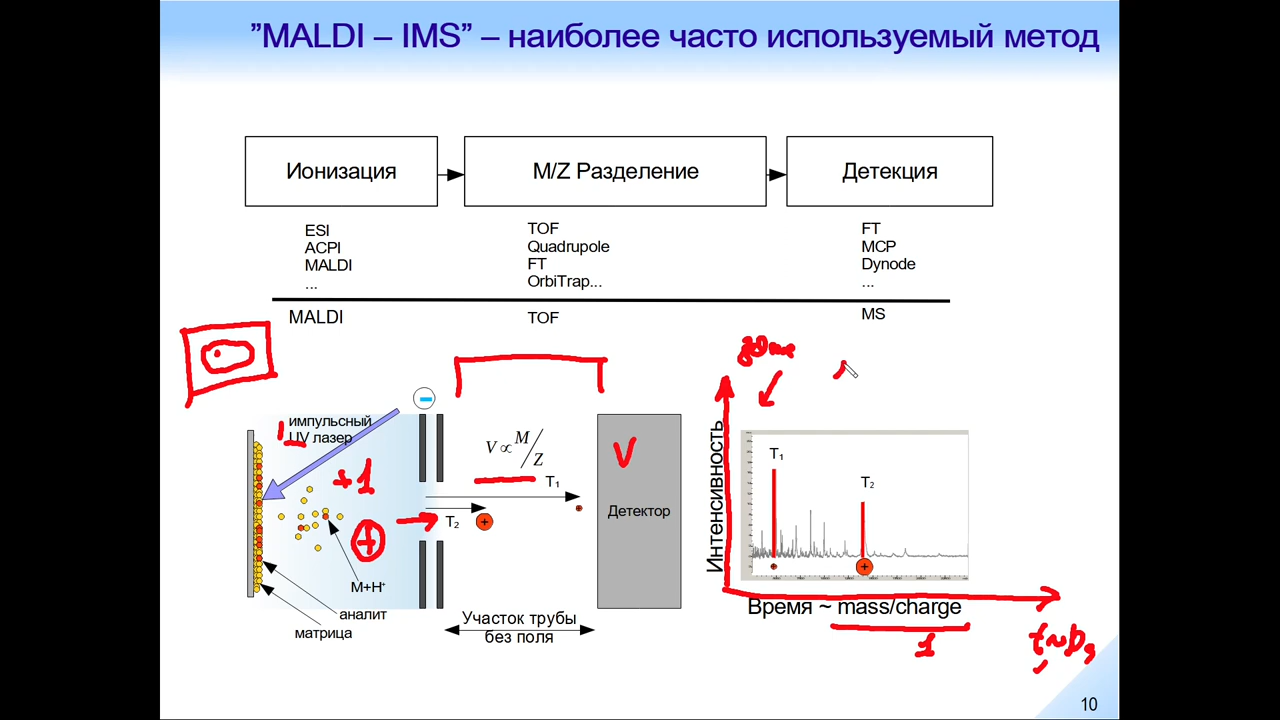 ”MALDI – IMS” – наиболее часто используемый метод
Ионизация
M/Z Разделение
Детекция
ESI
ACPI
MALDI
...
TOF
Quadrupole
FT
OrbiTrap...
FT
MCP
Dynode
...
MALDI
TOF
MS
импульсный
UV лазер
+1
+
M+H⁺
аналит
матрица
−
V ∝ M/Z
T₁
T₂
+
Участок трубы
без поля
V
Детектор
Интенсивность
T₁
T₂
+
Время ~ mass/charge
1
10